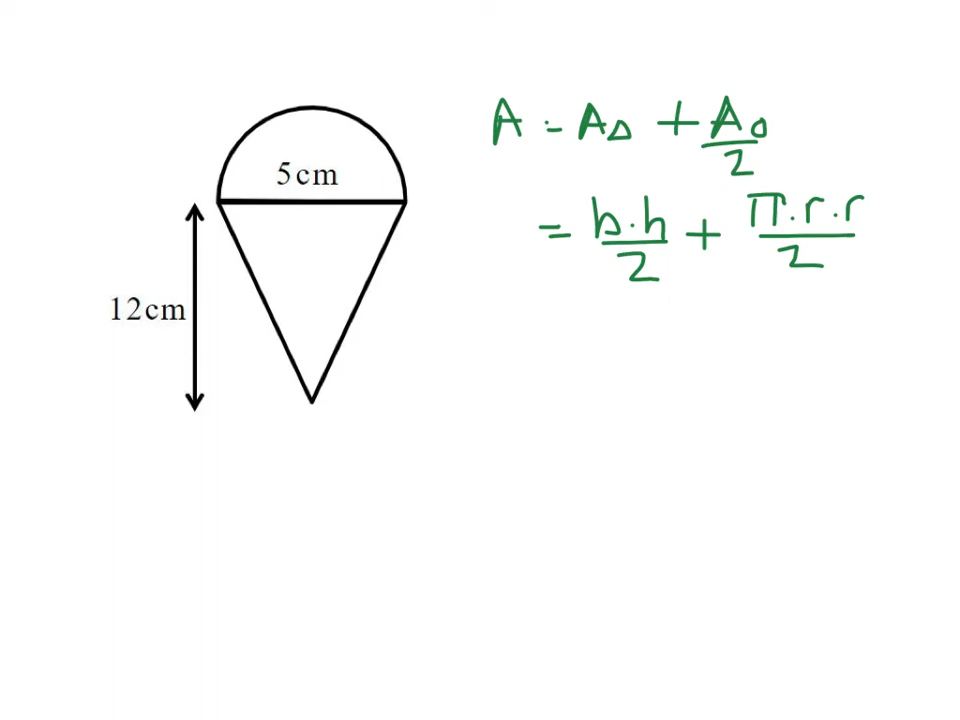 5cm
12cm
A = A△ + A○/2
= b·h/2 + π·r·r/2